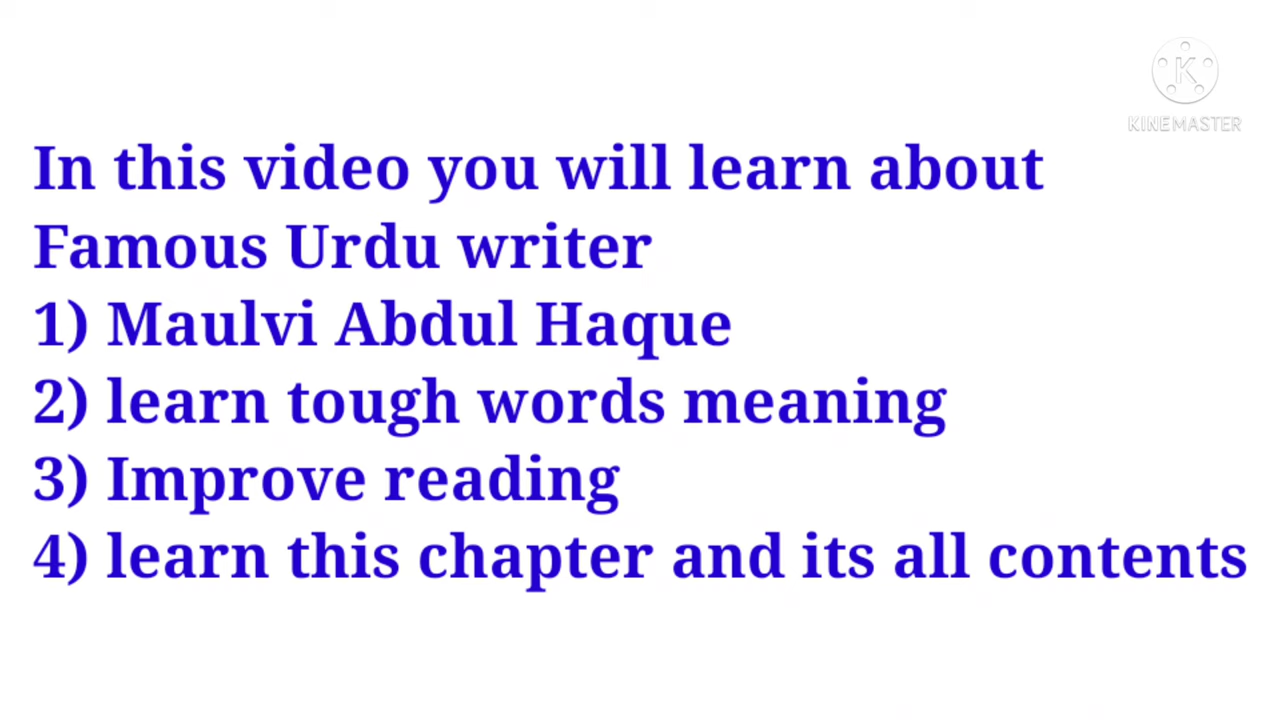 KINEMASTER
In this video you will learn about
Famous Urdu writer
1) Maulvi Abdul Haque
2) learn tough words meaning
3) Improve reading
4) learn this chapter and its all contents